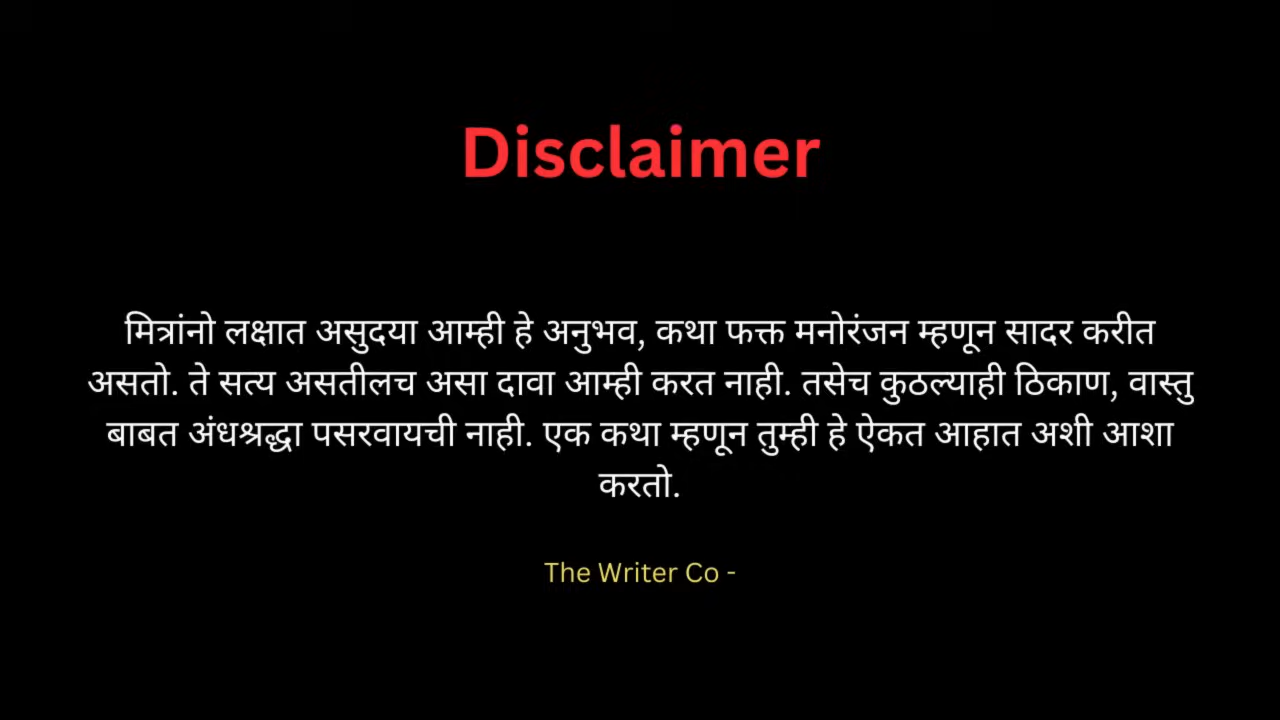 Disclaimer
मित्रांनो लक्षात असुदया आम्ही हे अनुभव, कथा फक्त मनोरंजन म्हणून सादर करीत
असतो. ते सत्य असतीलच असा दावा आम्ही करत नाही. तसेच कुठल्याही ठिकाण, वास्तु
बाबत अंधश्रद्धा पसरवायची नाही. एक कथा म्हणून तुम्ही हे ऐकत आहात अशी आशा
करतो.
The Writer Co -